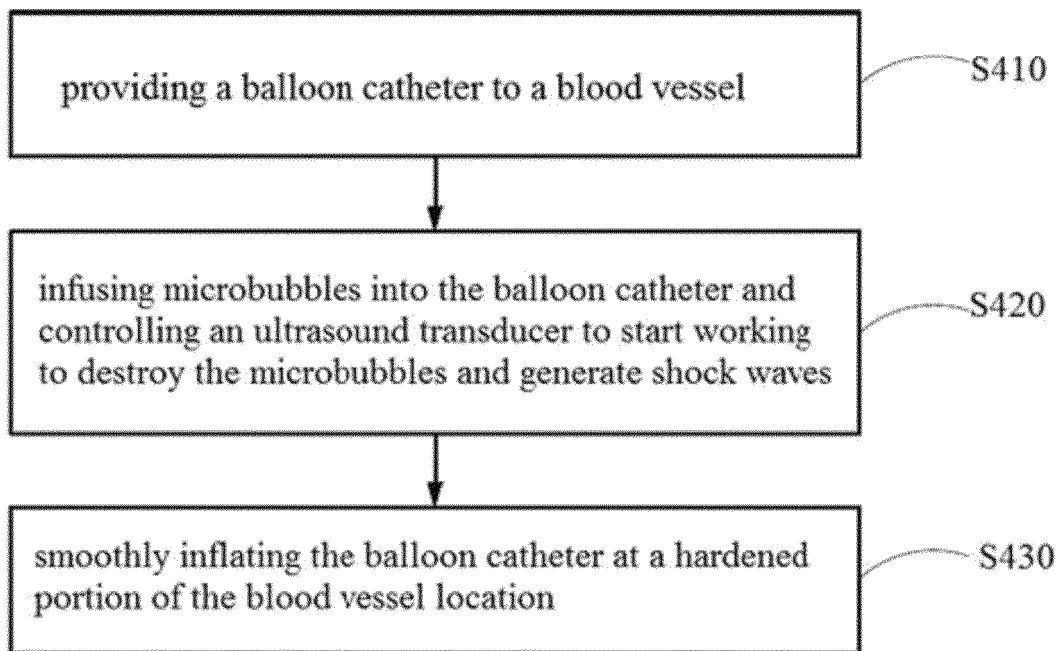 providing a balloon catheter to a blood vessel
S410
infusing microbubbles into the balloon catheter and
controlling an ultrasound transducer to start working
to destroy the microbubbles and generate shock waves
S420
smoothly inflating the balloon catheter at a hardened
portion of the blood vessel location
S430